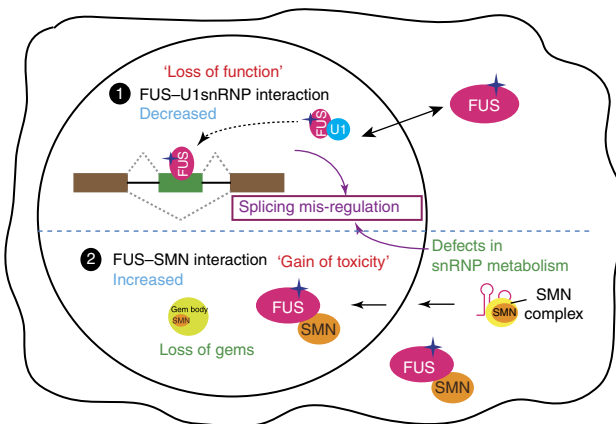 'Loss of function'
1 FUS–U1snRNP interaction
Decreased
FUS
U1
FUS
FUS
Splicing mis-regulation
2 FUS–SMN interaction
Increased
'Gain of toxicity'
Defects in
snRNP metabolism
Gem body
SMN
Loss of gems
FUS
SMN
SMN
SMN
complex
FUS
SMN